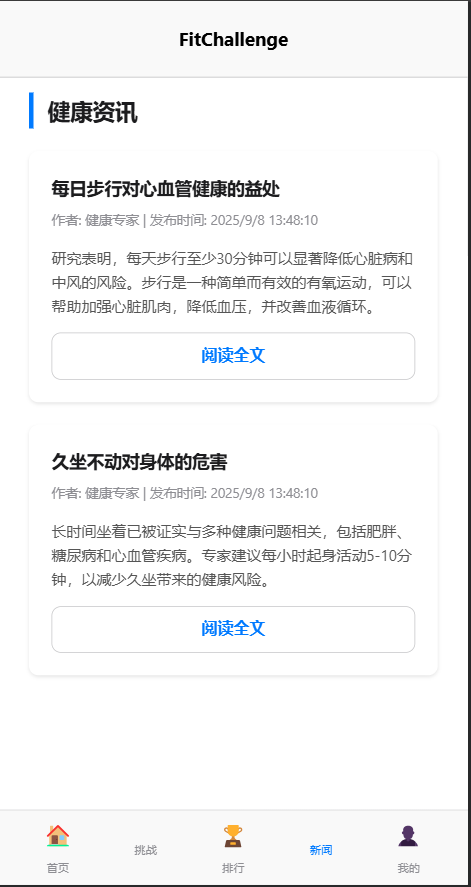 FitChallenge
健康资讯
每日步行对心血管健康的益处
作者: 健康专家 | 发布时间: 2025/9/8 13:48:10
研究表明，每天步行至少30分钟可以显著降低心脏病和
中风的风险。步行是一种简单而有效的有氧运动，可以
帮助加强心脏肌肉，降低血压，并改善血液循环。
阅读全文
久坐不动对身体的危害
作者: 健康专家 | 发布时间: 2025/9/8 13:48:10
长时间坐着已被证实与多种健康问题相关，包括肥胖、
糖尿病和心血管疾病。专家建议每小时起身活动5-10分
钟，以减少久坐带来的健康风险。
阅读全文
首页
挑战
排行
新闻
我的